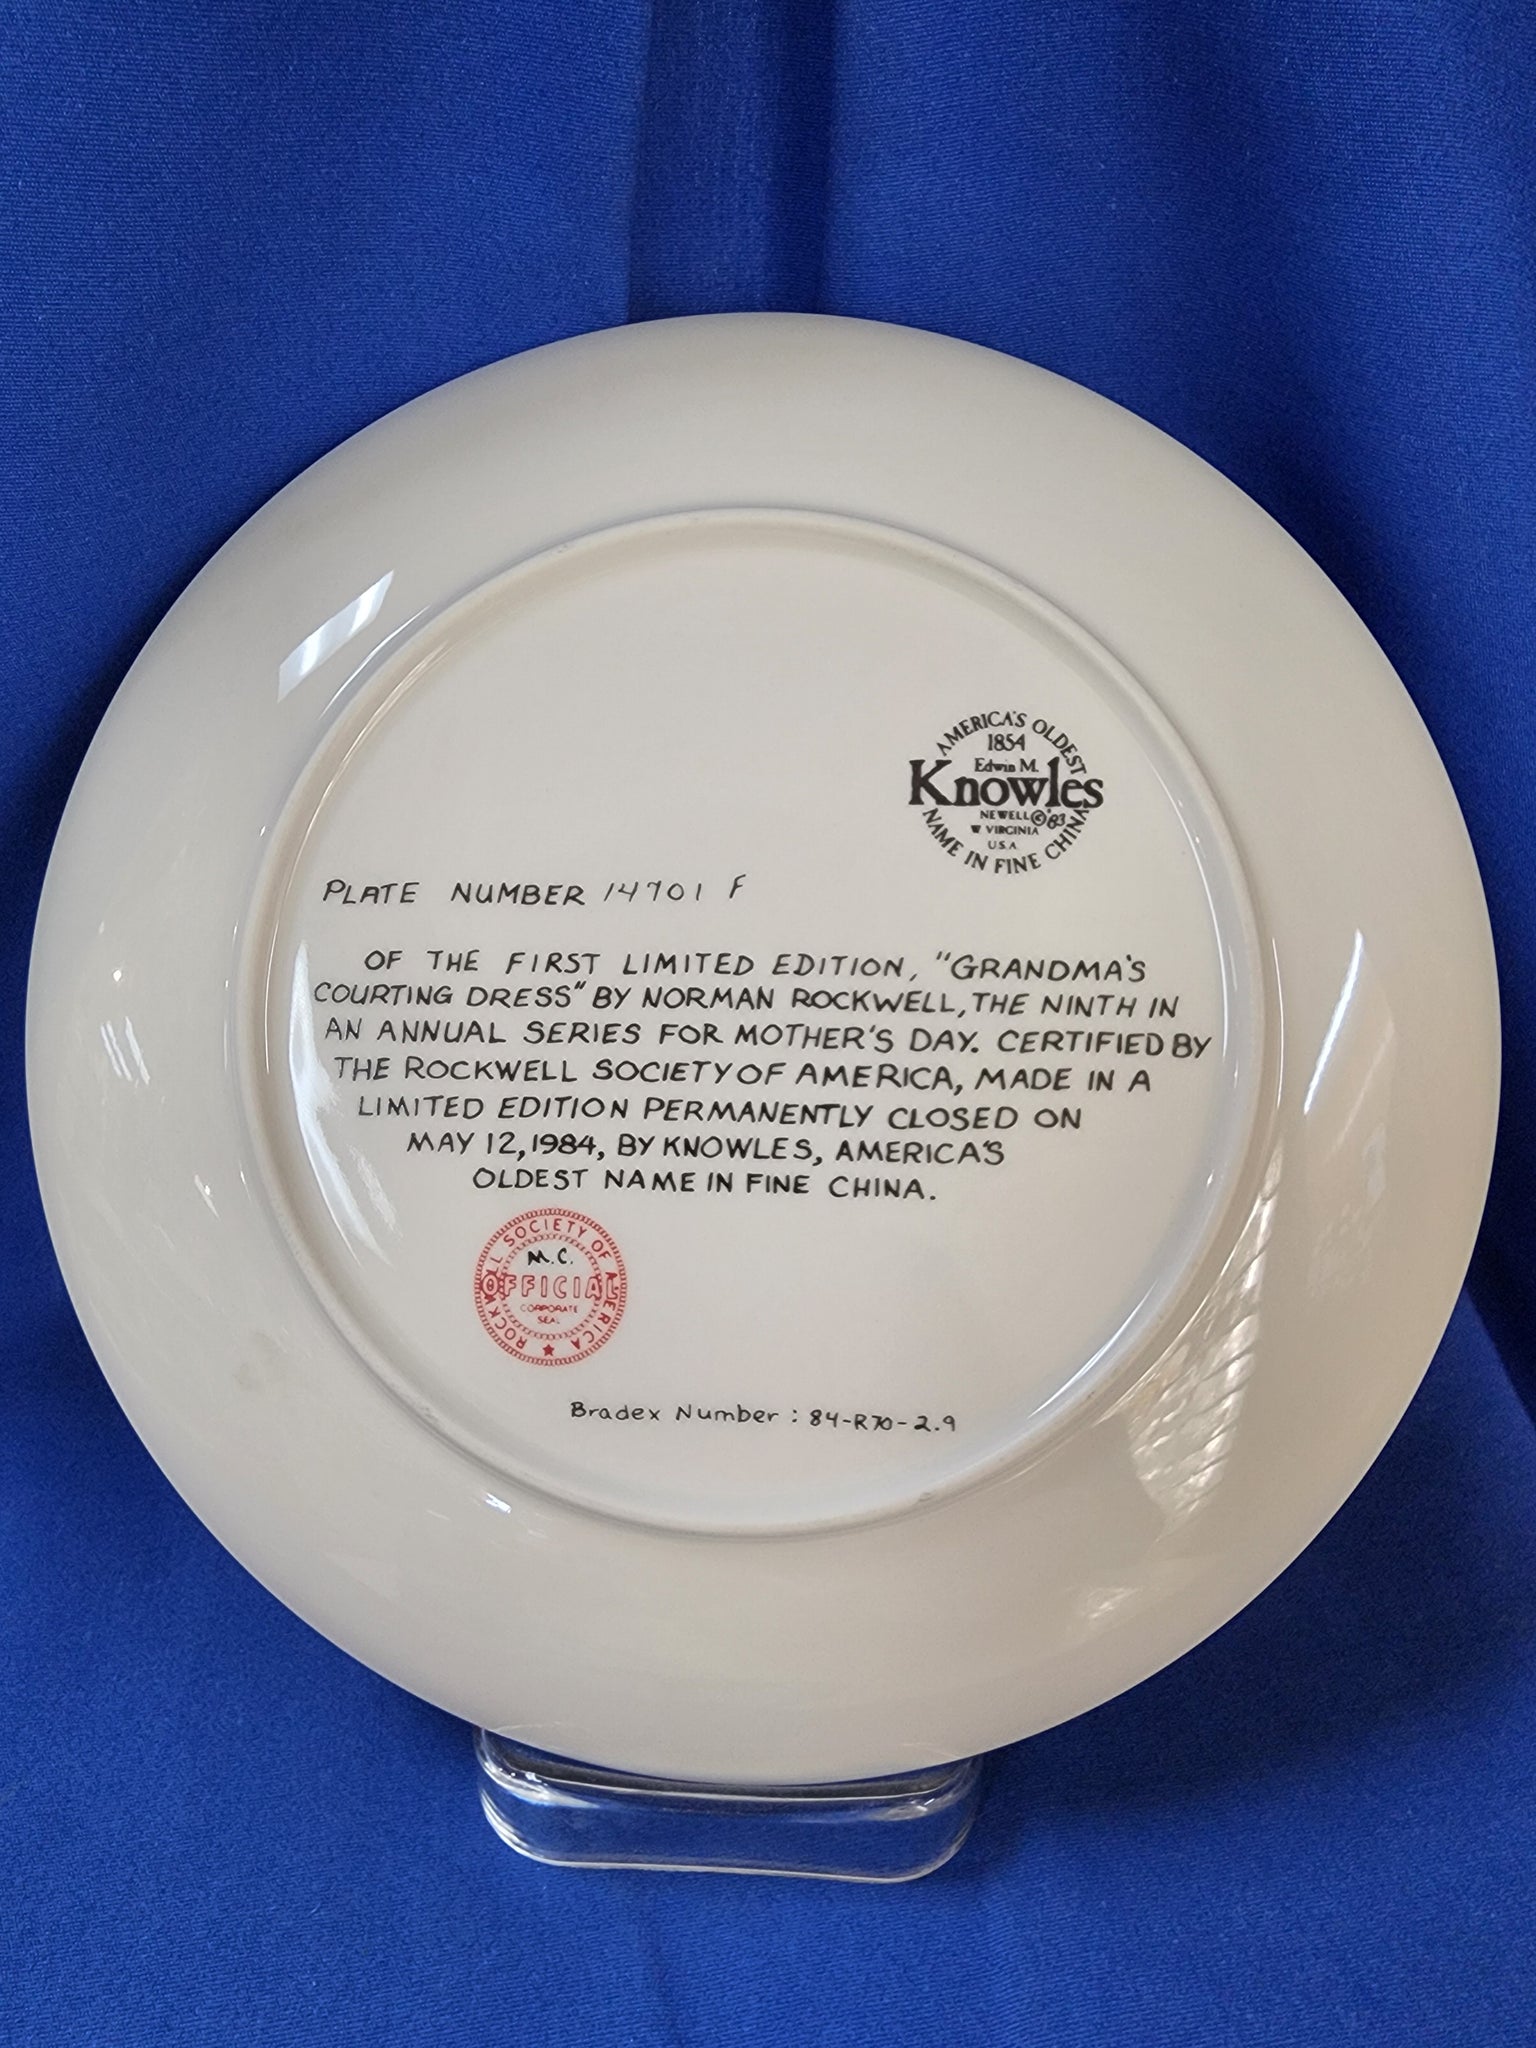 AMERICA'S OLDEST
1854
Edwin M.
Knowles
NEWELL © '83
W VIRGINIA
U.S.A.
NAME IN FINE CHINA
PLATE NUMBER 14701 F
OF THE FIRST LIMITED EDITION, "GRANDMA'S
COURTING DRESS" BY NORMAN ROCKWELL, THE NINTH IN
AN ANNUAL SERIES FOR MOTHER'S DAY. CERTIFIED BY
THE ROCKWELL SOCIETY OF AMERICA, MADE IN A
LIMITED EDITION PERMANENTLY CLOSED ON
MAY 12, 1984, BY KNOWLES, AMERICA'S
OLDEST NAME IN FINE CHINA.
ROCKWELL SOCIETY OF AMERICA
M.C.
OFFICIAL
CORPORATE
SEAL
Bradex Number : 84-R70-2.9